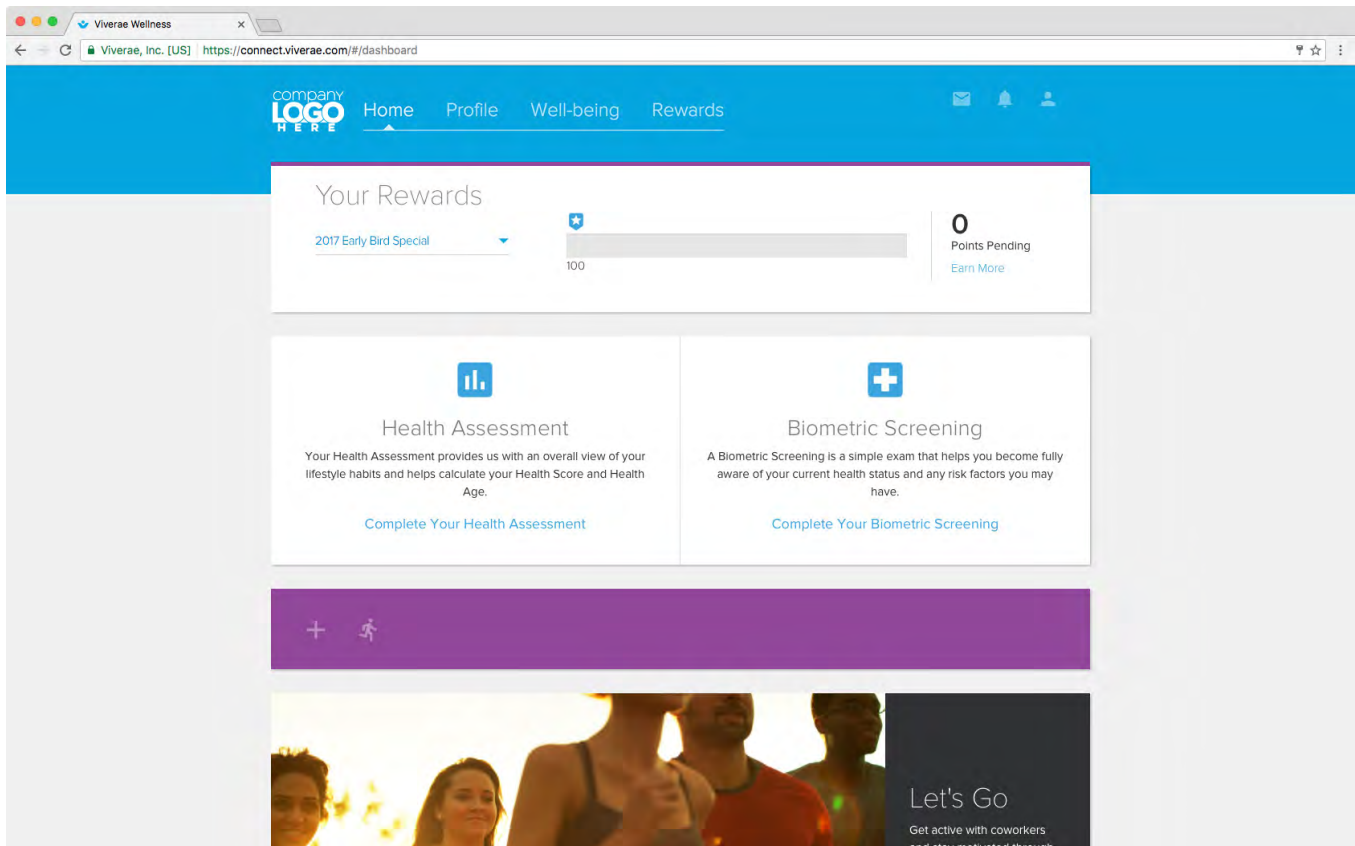 Viverae Wellness
Viverae, Inc. [US] https://connect.viverae.com/#/dashboard
company
LOGO
HERE
Home Profile Well-being Rewards
Your Rewards
2017 Early Bird Special
100
0
Points Pending
Earn More
Health Assessment
Your Health Assessment provides us with an overall view of your
lifestyle habits and helps calculate your Health Score and Health
Age.
Complete Your Health Assessment
Biometric Screening
A Biometric Screening is a simple exam that helps you become fully
aware of your current health status and any risk factors you may
have.
Complete Your Biometric Screening
Let's Go
Get active with coworkers
and stay motivated through